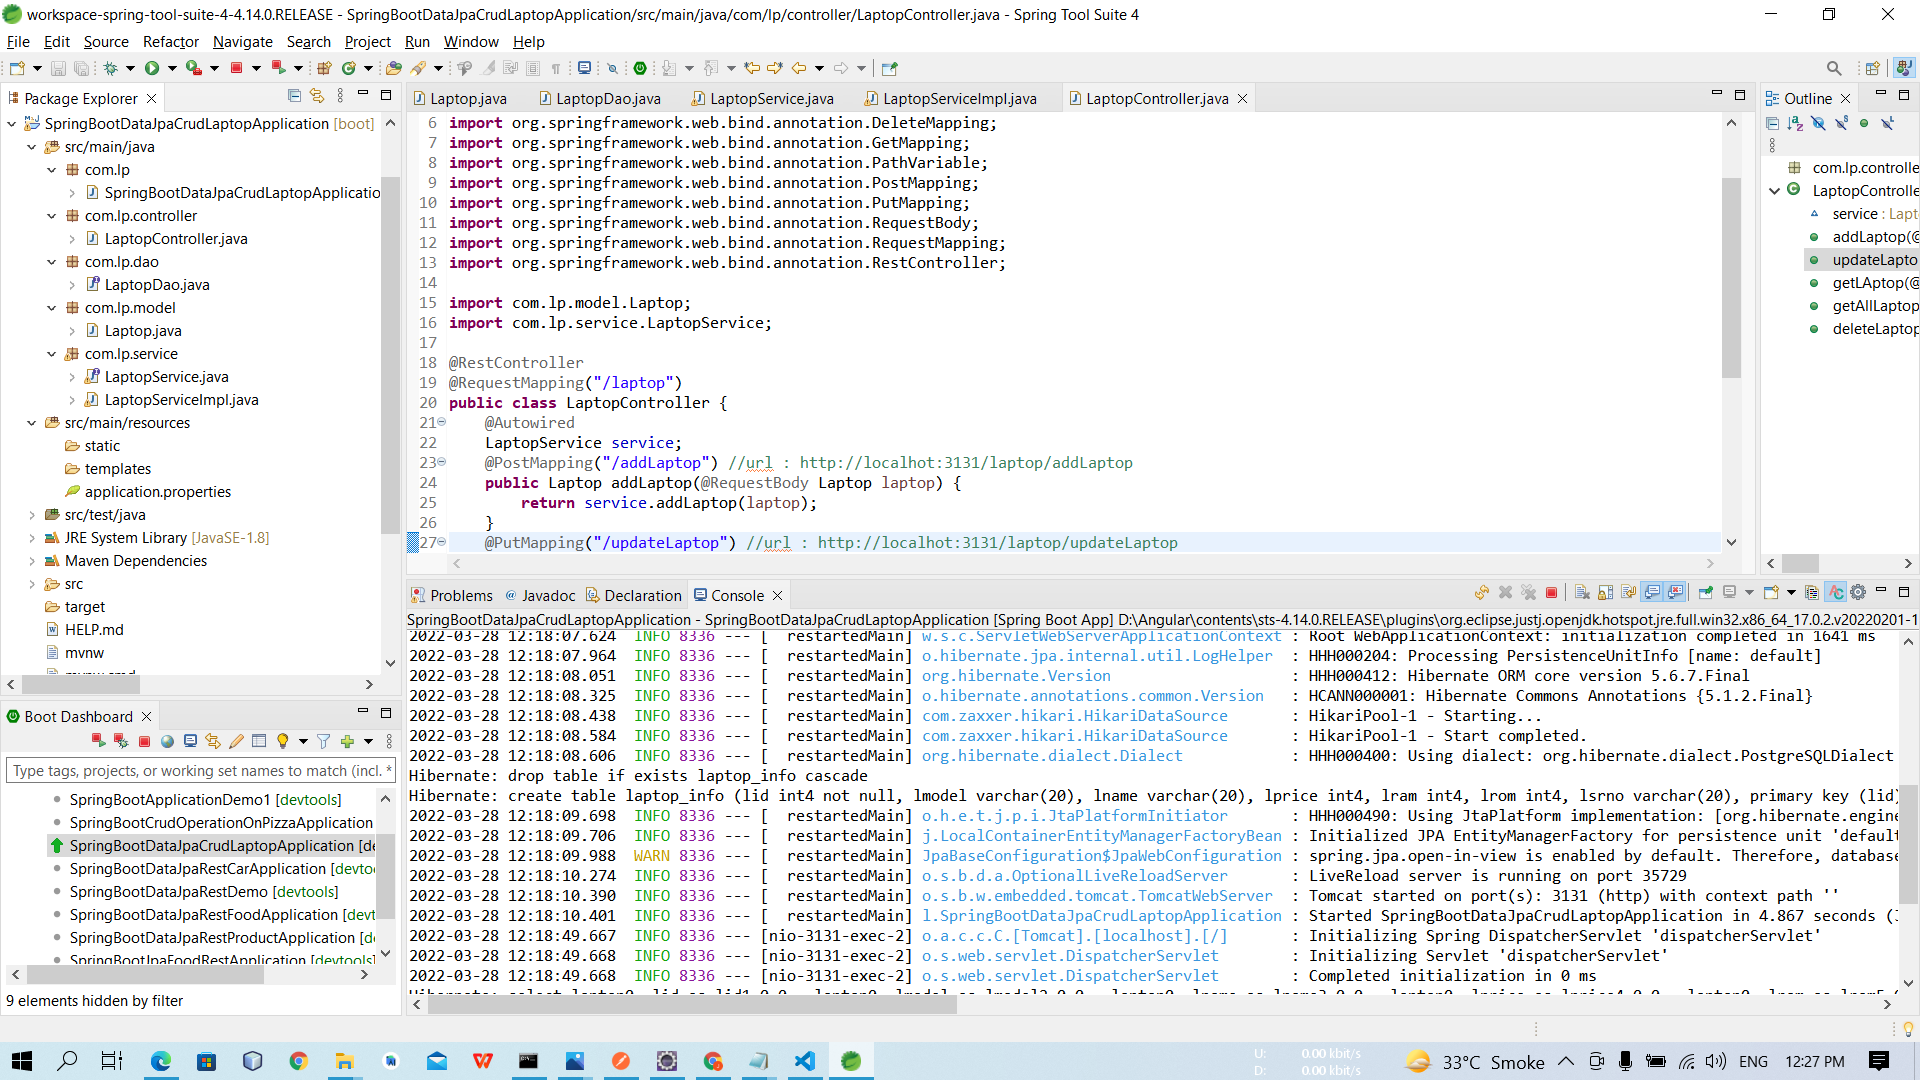 workspace-spring-tool-suite-4-4.14.0.RELEASE - SpringBootDataJpaCrudLaptopApplication/src/main/java/com/lp/controller/LaptopController.java - Spring Tool Suite 4
File Edit Source Refactor Navigate Search Project Run Window Help
Package Explorer
SpringBootDataJpaCrudLaptopApplication [boot]
src/main/java
com.lp
SpringBootDataJpaCrudLaptopApplicatio
com.lp.controller
LaptopController.java
com.lp.dao
LaptopDao.java
com.lp.model
Laptop.java
com.lp.service
LaptopService.java
LaptopServiceImpl.java
src/main/resources
static
templates
application.properties
src/test/java
JRE System Library [JavaSE-1.8]
Maven Dependencies
src
target
HELP.md
mvnw
Boot Dashboard
Type tags, projects, or working set names to match (incl. *
SpringBootApplicationDemo1 [devtools]
SpringBootCrudOperationOnPizzaApplication
SpringBootDataJpaCrudLaptopApplication [de
SpringBootDataJpaRestCarApplication [devto
SpringBootDataJpaRestDemo [devtools]
SpringBootDataJpaRestFoodApplication [devt
SpringBootDataJpaRestProductApplication [de
SpringBootJpaFoodRestApplication [devtools]
9 elements hidden by filter
Laptop.java LaptopDao.java LaptopService.java LaptopServiceImpl.java LaptopController.java
6 import org.springframework.web.bind.annotation.DeleteMapping;
7 import org.springframework.web.bind.annotation.GetMapping;
8 import org.springframework.web.bind.annotation.PathVariable;
9 import org.springframework.web.bind.annotation.PostMapping;
10 import org.springframework.web.bind.annotation.PutMapping;
11 import org.springframework.web.bind.annotation.RequestBody;
12 import org.springframework.web.bind.annotation.RequestMapping;
13 import org.springframework.web.bind.annotation.RestController;
14
15 import com.lp.model.Laptop;
16 import com.lp.service.LaptopService;
17
18 @RestController
19 @RequestMapping("/laptop")
20 public class LaptopController {
21 @Autowired
22 LaptopService service;
23 @PostMapping("/addLaptop") //url : http://localhot:3131/laptop/addLaptop
24 public Laptop addLaptop(@RequestBody Laptop laptop) {
25 return service.addLaptop(laptop);
26 }
27 @PutMapping("/updateLaptop") //url : http://localhot:3131/laptop/updateLaptop
Outline
com.lp.controlle
LaptopControlle
service : Lapt
addLaptop(@
updateLapto
getLAptop(@
getAllLaptop
deleteLaptop
Problems Javadoc Declaration Console
SpringBootDataJpaCrudLaptopApplication - SpringBootDataJpaCrudLaptopApplication [Spring Boot App] D:\Angular\contents\sts-4.14.0.RELEASE\plugins\org.eclipse.justj.openjdk.hotspot.jre.full.win32.x86_64_17.0.2.v20220201-1
2022-03-28 12:18:07.624 INFO 8336 --- [ restartedMain] w.s.c.ServletWebServerApplicationContext : Root WebApplicationContext: initialization completed in 1641 ms
2022-03-28 12:18:07.964 INFO 8336 --- [ restartedMain] o.hibernate.jpa.internal.util.LogHelper : HHH000204: Processing PersistenceUnitInfo [name: default]
2022-03-28 12:18:08.051 INFO 8336 --- [ restartedMain] org.hibernate.Version : HHH000412: Hibernate ORM core version 5.6.7.Final
2022-03-28 12:18:08.325 INFO 8336 --- [ restartedMain] o.hibernate.annotations.common.Version : HCANN000001: Hibernate Commons Annotations {5.1.2.Final}
2022-03-28 12:18:08.438 INFO 8336 --- [ restartedMain] com.zaxxer.hikari.HikariDataSource : HikariPool-1 - Starting...
2022-03-28 12:18:08.584 INFO 8336 --- [ restartedMain] com.zaxxer.hikari.HikariDataSource : HikariPool-1 - Start completed.
2022-03-28 12:18:08.606 INFO 8336 --- [ restartedMain] org.hibernate.dialect.Dialect : HHH000400: Using dialect: org.hibernate.dialect.PostgreSQLDialect
Hibernate: drop table if exists laptop_info cascade
Hibernate: create table laptop_info (lid int4 not null, lmodel varchar(20), lname varchar(20), lprice int4, lram int4, lrom int4, lsrno varchar(20), primary key (lid)
2022-03-28 12:18:09.698 INFO 8336 --- [ restartedMain] o.h.e.t.j.p.i.JtaPlatformInitiator : HHH000490: Using JtaPlatform implementation: [org.hibernate.engine
2022-03-28 12:18:09.706 INFO 8336 --- [ restartedMain] j.LocalContainerEntityManagerFactoryBean : Initialized JPA EntityManagerFactory for persistence unit 'default
2022-03-28 12:18:09.988 WARN 8336 --- [ restartedMain] JpaBaseConfiguration$JpaWebConfiguration : spring.jpa.open-in-view is enabled by default. Therefore, database
2022-03-28 12:18:10.274 INFO 8336 --- [ restartedMain] o.s.b.d.a.OptionalLiveReloadServer : LiveReload server is running on port 35729
2022-03-28 12:18:10.390 INFO 8336 --- [ restartedMain] o.s.b.w.embedded.tomcat.TomcatWebServer : Tomcat started on port(s): 3131 (http) with context path ''
2022-03-28 12:18:10.401 INFO 8336 --- [ restartedMain] l.SpringBootDataJpaCrudLaptopApplication : Started SpringBootDataJpaCrudLaptopApplication in 4.867 seconds (J
2022-03-28 12:18:49.667 INFO 8336 --- [nio-3131-exec-2] o.a.c.c.C.[Tomcat].[localhost].[/] : Initializing Spring DispatcherServlet 'dispatcherServlet'
2022-03-28 12:18:49.668 INFO 8336 --- [nio-3131-exec-2] o.s.web.servlet.DispatcherServlet : Initializing Servlet 'dispatcherServlet'
2022-03-28 12:18:49.668 INFO 8336 --- [nio-3131-exec-2] o.s.web.servlet.DispatcherServlet : Completed initialization in 0 ms
U: 0.00 kbit/s
D: 0.00 kbit/s
33°C Smoke ENG 12:27 PM